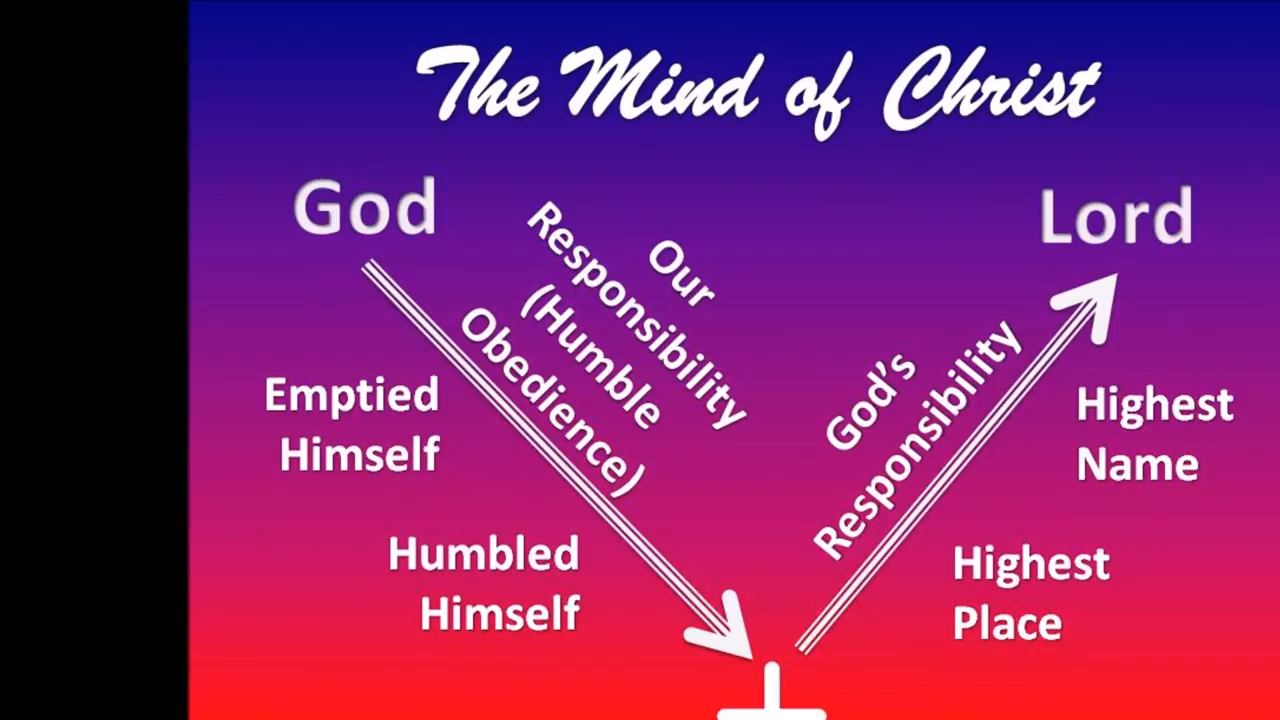 The Mind of Christ
God
Lord
Our
Responsibility
(Humble
Obedience)
God's
Responsibility
Emptied
Himself
Humbled
Himself
Highest
Name
Highest
Place